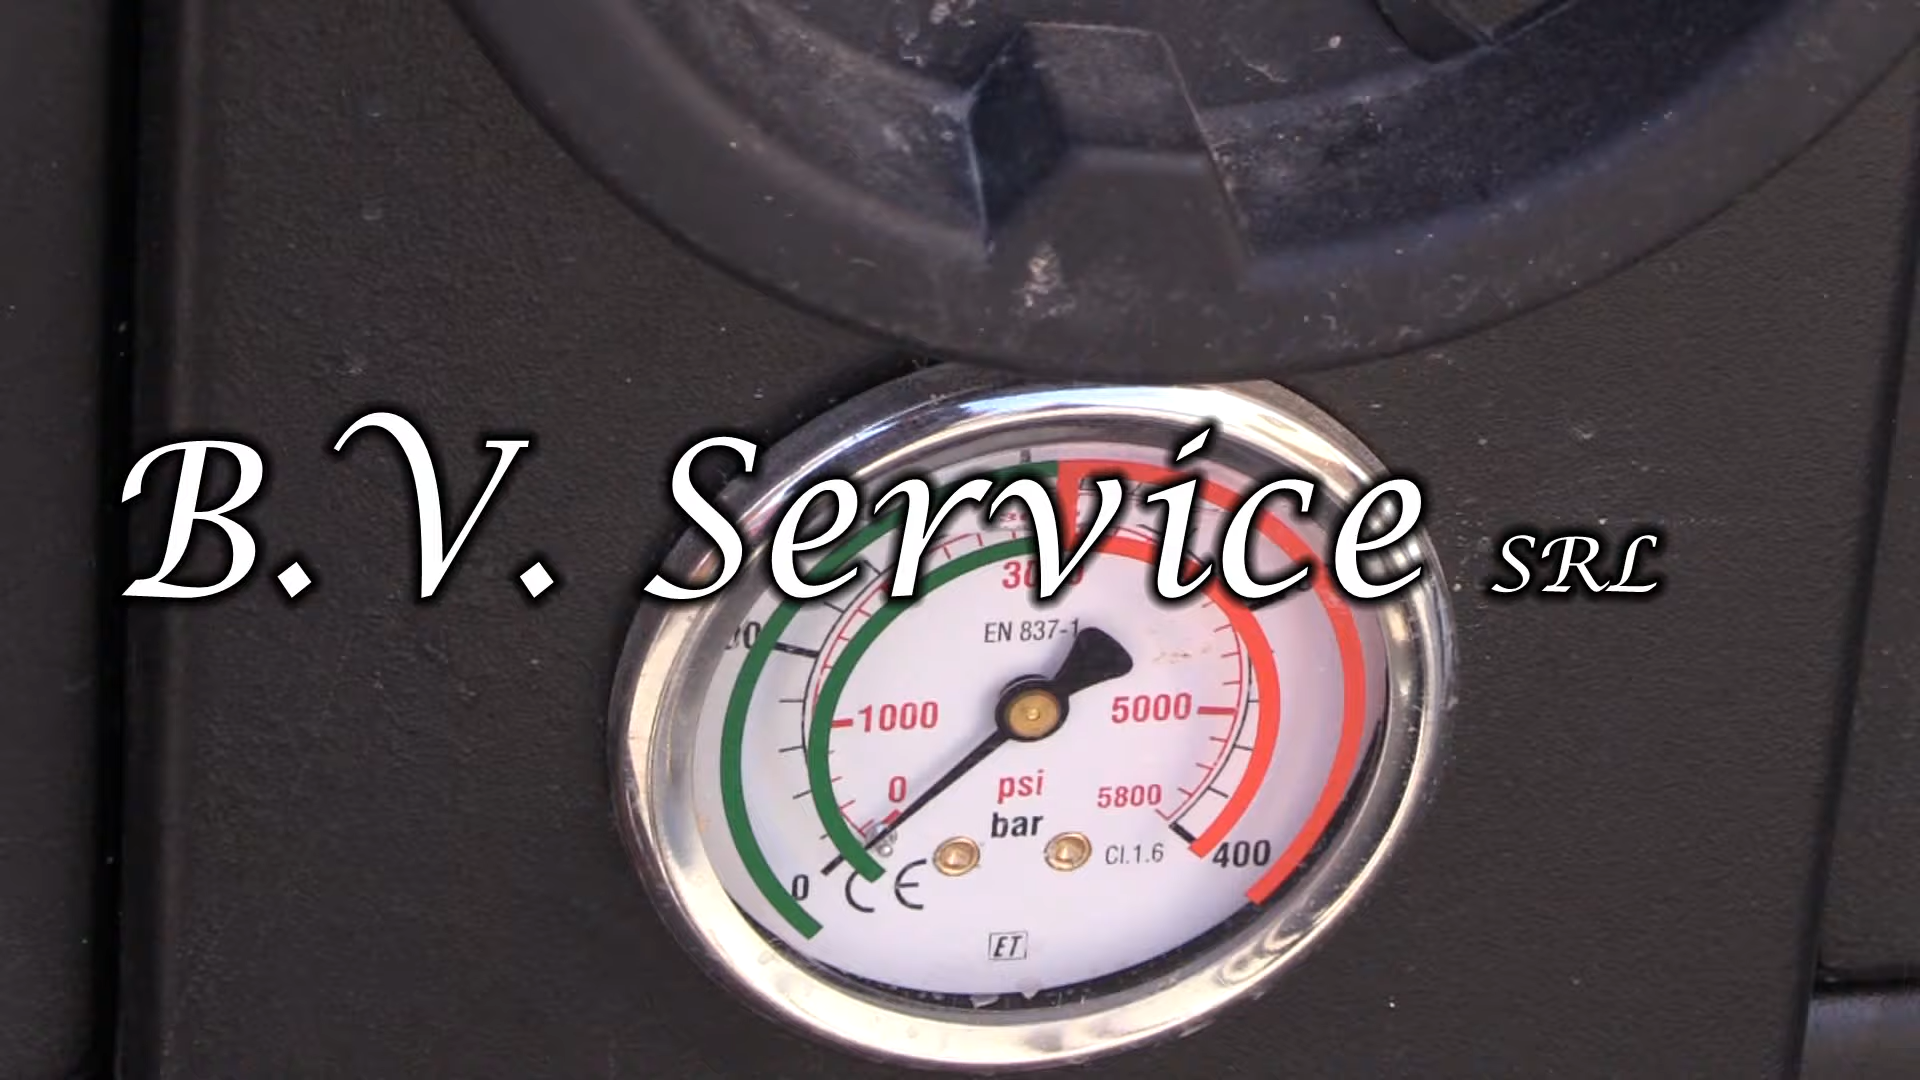 B.V. Service SRL
EN 837-1
1000
5000
0
psi
5800
bar
Cl.1.6
400
0
CE
ET